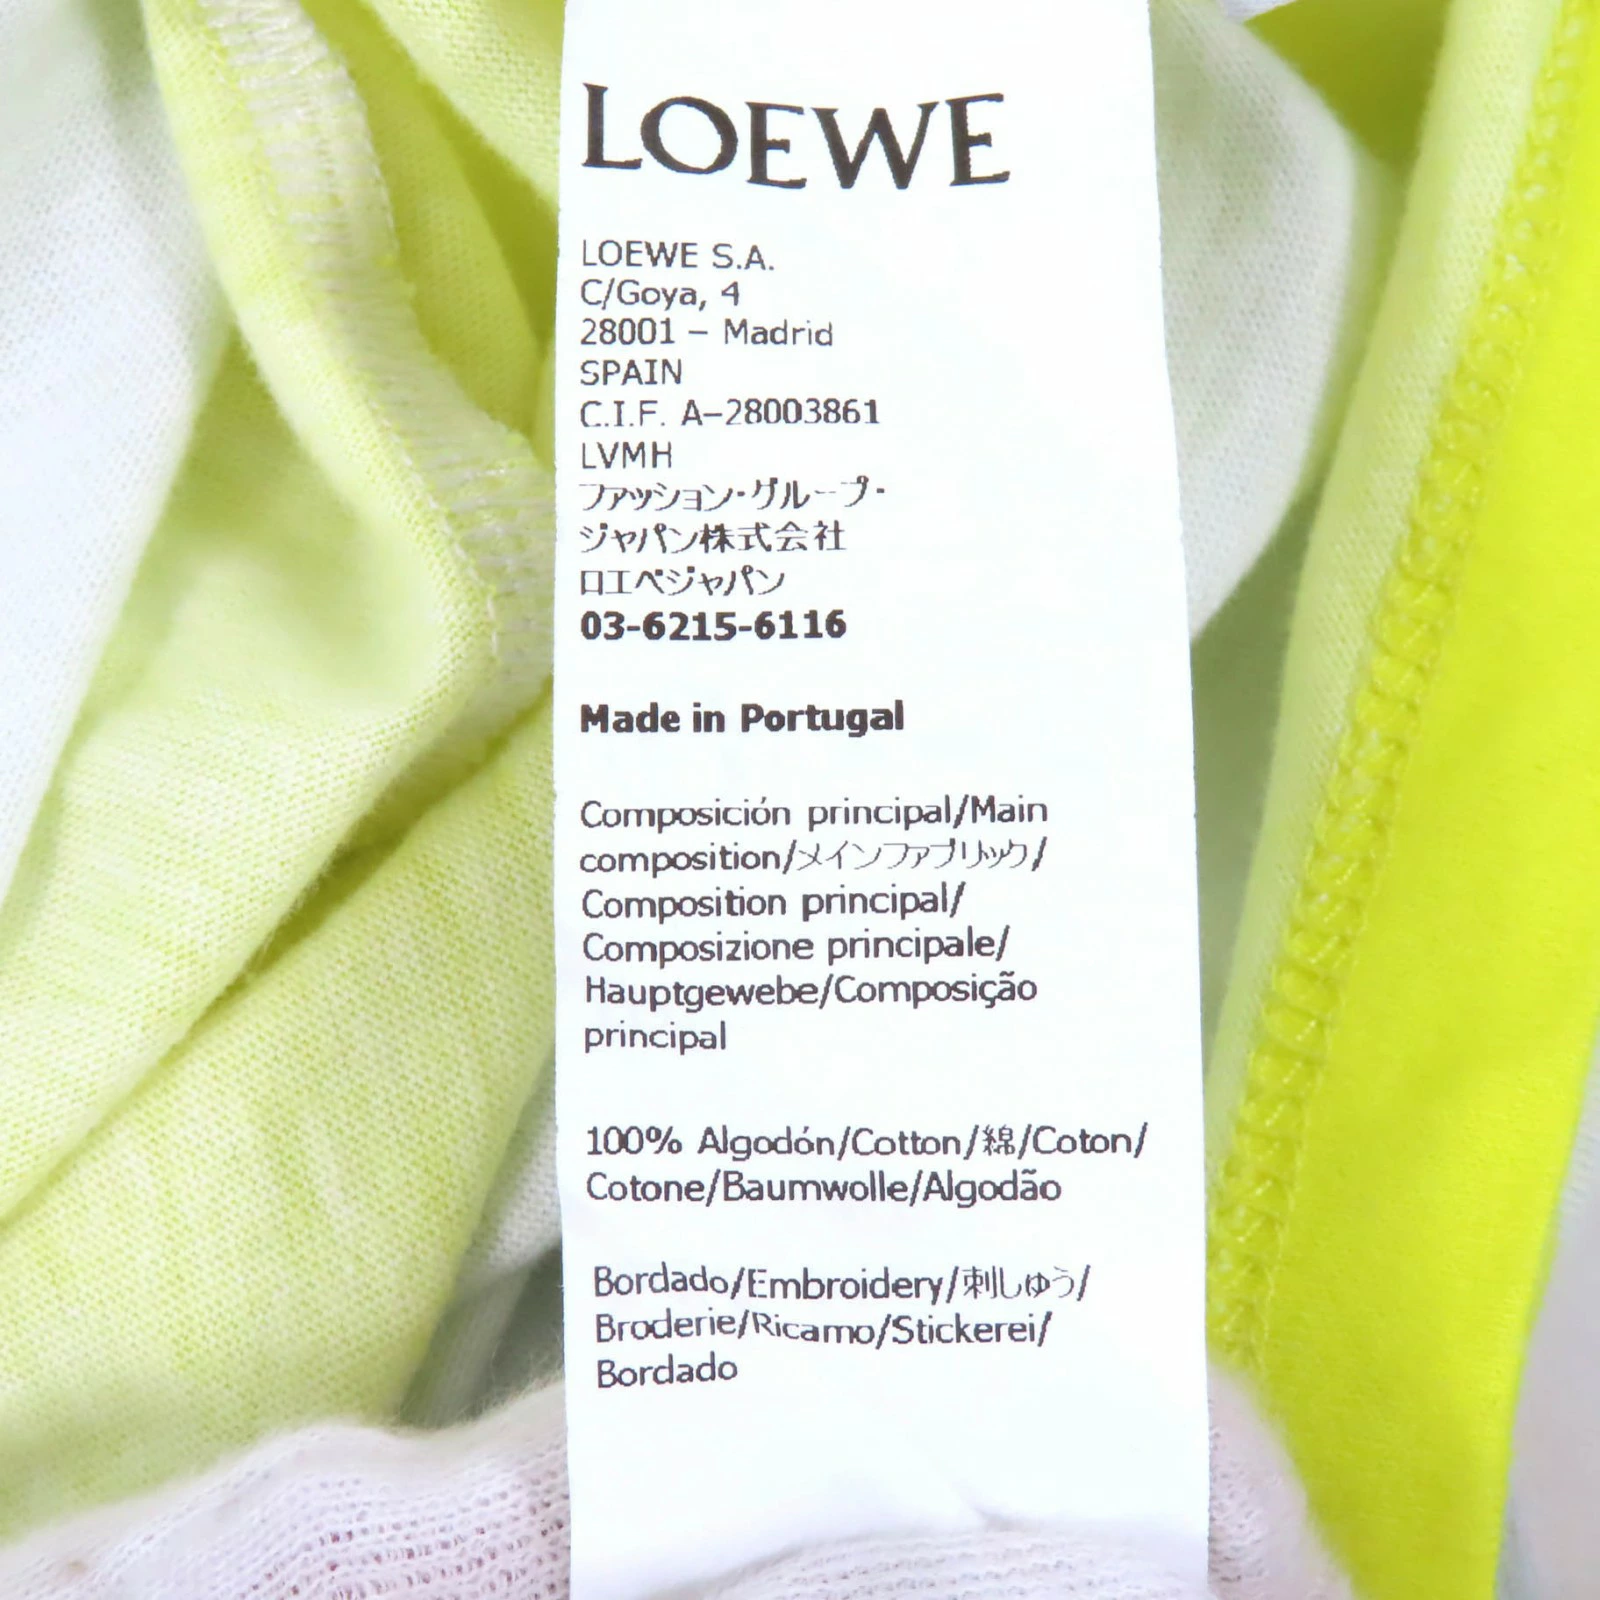 LOEWE
LOEWE S.A.
C/Goya, 4
28001 – Madrid
SPAIN
C.I.F. A–28003861
LVMH
ファッション・グループ・
ジャパン株式会社
ロエベジャパン
03-6215-6116
Made in Portugal
Composición principal/Main
composition/メインファブリック/
Composition principal/
Composizione principale/
Hauptgewebe/Composição
principal
100% Algodón/Cotton/綿/Coton/
Cotone/Baumwolle/Algodão
Bordado/Embroidery/刺しゅう/
Broderie/Ricamo/Stickerei/
Bordado